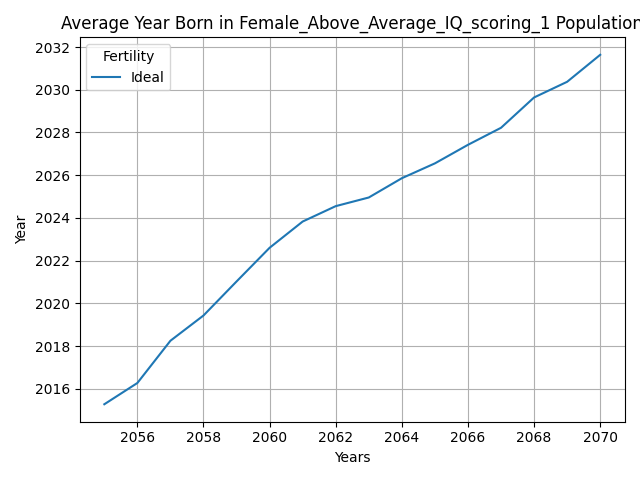 Average Year Born in Female_Above_Average_IQ_scoring_1 Population
Fertility
Ideal
2032
2030
2028
2026
2024
2022
2020
2018
2016
Year
2056 2058 2060 2062 2064 2066 2068 2070
Years